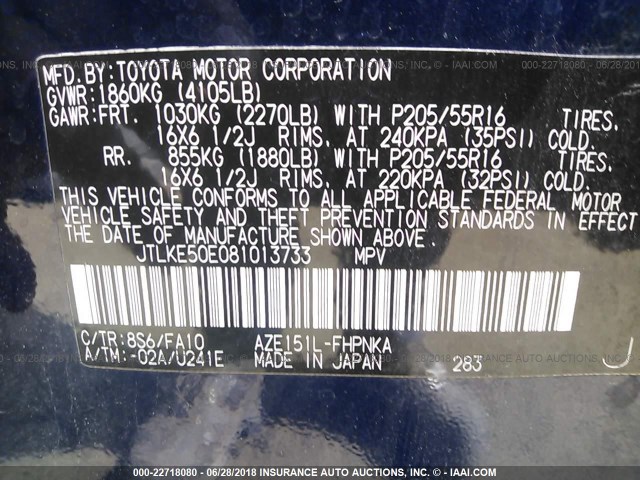 MFD.BY:TOYOTA MOTOR CORPORATION
GVWR:1860KG (4105LB)
GAWR:FRT. 1030KG (2270LB) WITH P205/55R16 TIRES.
16X6 1/2J RIMS. AT 240KPA (35PSI) COLD.
RR. 855KG (1880LB) WITH P205/55R16 TIRES.
16X6 1/2J RIMS. AT 220KPA (32PSI) COLD.
THIS VEHICLE CONFORMS TO ALL APPLICABLE FEDERAL MOTOR
VEHICLE SAFETY AND THEFT PREVENTION STANDARDS IN EFFECT
THE DATE OF MANUFACTURE SHOWN ABOVE.
JTLKE50E081013733 MPV
C/TR:8S6/FA10 AZE151L-FHPNKA
A/TM:-02A/U241E MADE IN JAPAN 283
000-22718080 - 06/28/2018 - INSURANCE AUTO AUCTIONS - © - IAAI.COM